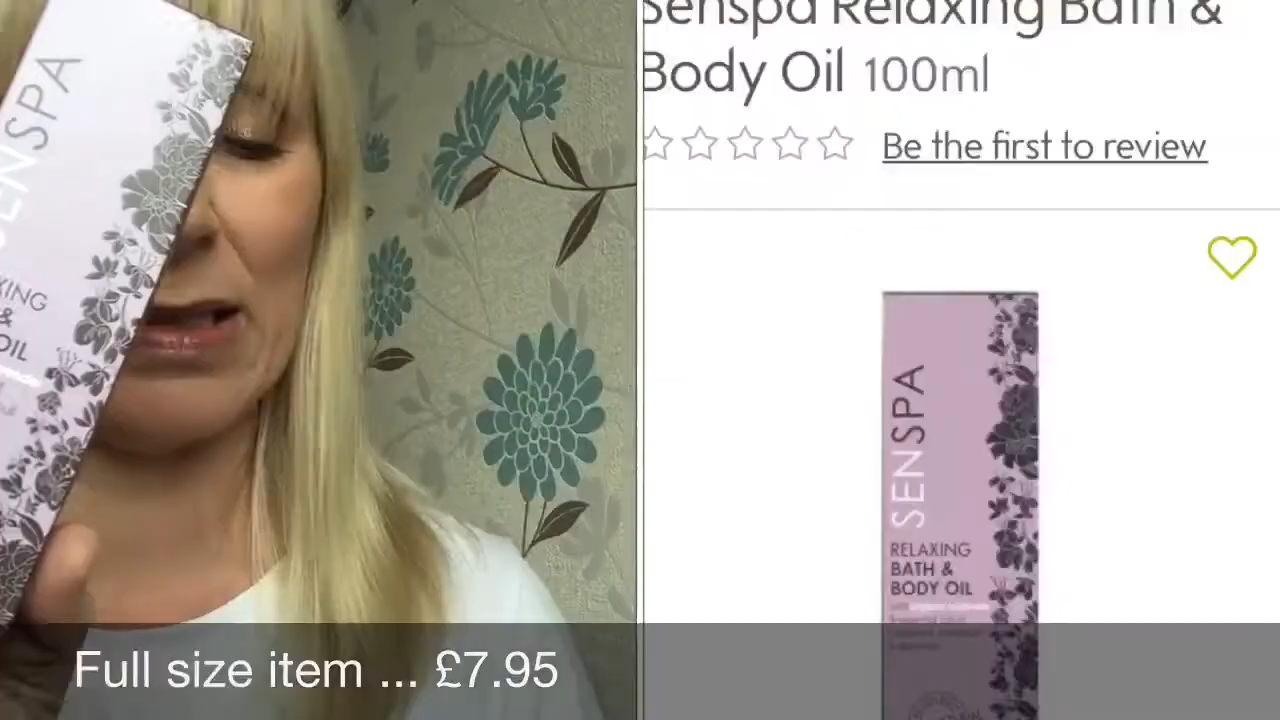 SENSPA
XING
&
OIL
Senspa Relaxing Bath &
Body Oil 100ml
Be the first to review
SENSPA
RELAXING
BATH &
BODY OIL
Full size item ... £7.95